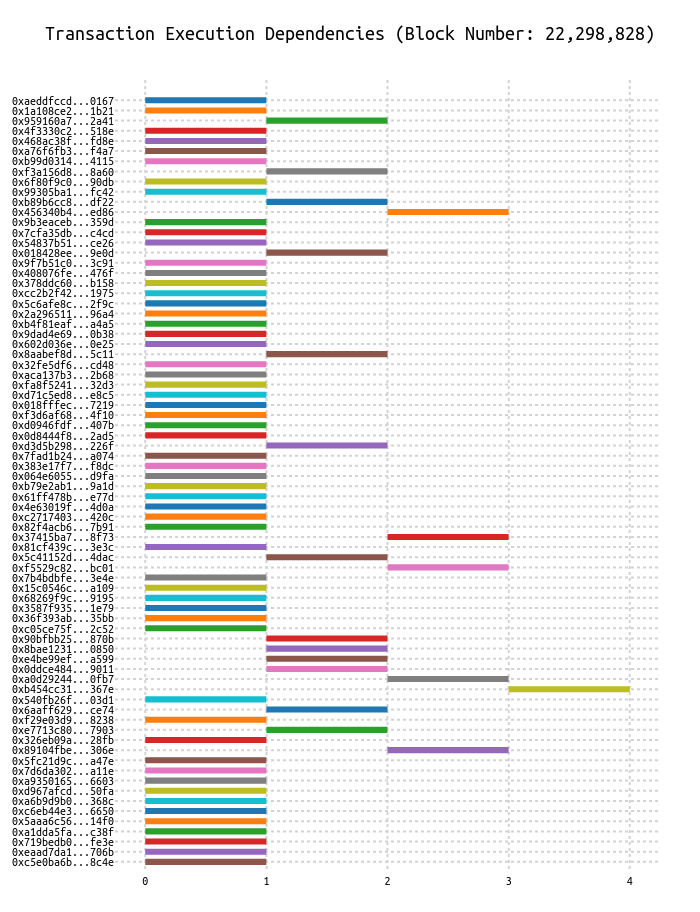 Transaction Execution Dependencies (Block Number: 22,298,828)
0xaeddfccd...0167
0x1a108ce2...1b21
0x959160a7...2a41
0x4f3330c2...518e
0x468ac38f...fd8e
0xa76f6fb3...f4a7
0xb99d0314...4115
0xf3a156d8...8a60
0x6f80f9c0...90db
0x99305ba1...fc42
0xb89b6cc8...df22
0x456340b4...ed86
0x9b3eaceb...359d
0x7cfa35db...c4cd
0x54837b51...ce26
0x018428ee...9e0d
0x9f7b51c0...3c91
0x408076fe...476f
0x378ddc60...b158
0xcc2b2f42...1975
0x5c6afe8c...2f9c
0x2a296511...96a4
0xb4f81eaf...a4a5
0x9dad4e69...0b38
0x602d036e...0e25
0x8aabef8d...5c11
0x32fe5df6...cd48
0xaca137b3...2b68
0xfa8f5241...32d3
0xd71c5ed8...e8c5
0x018fffec...7219
0xf3d6af68...4f10
0xd0946fdf...407b
0x0d8444f8...2ad5
0xd3d5b298...226f
0x7fad1b24...a074
0x383e17f7...f8dc
0x064e6055...d9fa
0xb79e2ab1...9a1d
0x61ff478b...e77d
0x4e63019f...4d0a
0xc2717403...420c
0x82f4acb6...7b91
0x37415ba7...8f73
0x81cf439c...3e3c
0x5c41152d...4dac
0xf5529c82...bc01
0x7b4bdbfe...3e4e
0x15c0546c...a109
0x68269f9c...9195
0x3587f935...1e79
0x36f393ab...35bb
0xc05ce75f...2c52
0x90bfbb25...870b
0x8bae1231...0850
0xe4be99ef...a599
0x0ddce484...9011
0xa0d29244...0fb7
0xb454cc31...367e
0x540fb26f...03d1
0x6aaff629...ce74
0xf29e03d9...8238
0xe7713c80...7903
0x326eb09a...28fb
0x89104fbe...306e
0x5fc21d9c...a47e
0x7d6da302...a11e
0xa9350165...6603
0xd967afcd...50fa
0xa6b9d9b0...368c
0xc6eb44e3...6650
0x5aaa6c56...14f0
0xa1dda5fa...c38f
0x719bedb0...fe3e
0xeaad7da1...706b
0xc5e0ba6b...8c4e
0 1 2 3 4